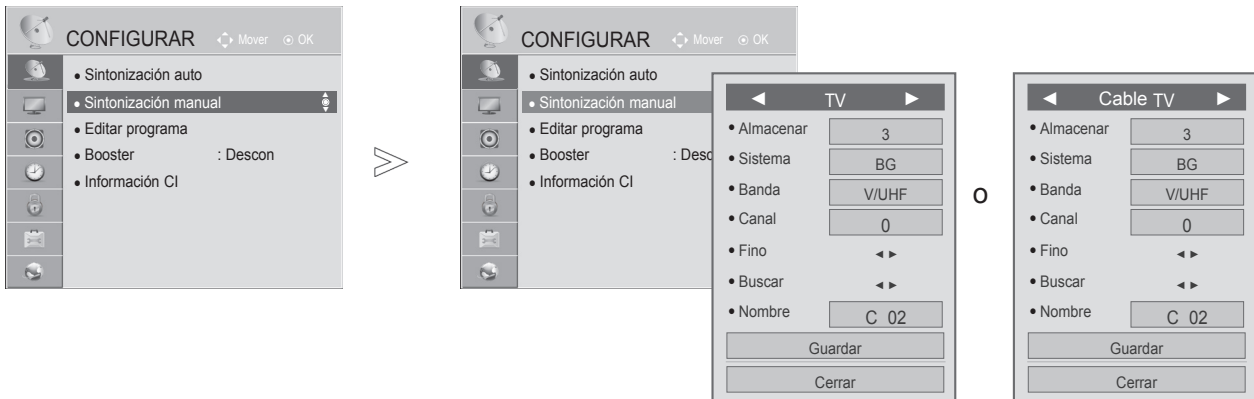 CONFIGURAR Mover OK
• Sintonización auto
• Sintonización manual
• Editar programa
• Booster : Descon
• Información CI
CONFIGURAR Mover OK
• Sintonización auto
• Sintonización manual
• Editar programa
• Booster : Desc
• Información CI
◄ TV ►
• Almacenar 3
• Sistema BG
• Banda V/UHF
• Canal 0
• Fino ◄ ►
• Buscar ◄ ►
• Nombre C 02
Guardar
Cerrar
o
◄ Cable TV ►
• Almacenar 3
• Sistema BG
• Banda V/UHF
• Canal 0
• Fino ◄ ►
• Buscar ◄ ►
• Nombre C 02
Guardar
Cerrar